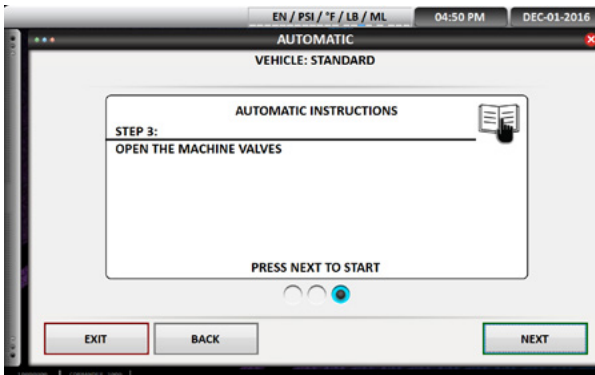 EN / PSI / °F / LB / ML 04:50 PM DEC-01-2016
AUTOMATIC
VEHICLE: STANDARD
AUTOMATIC INSTRUCTIONS
STEP 3:
OPEN THE MACHINE VALVES
PRESS NEXT TO START
EXIT BACK NEXT